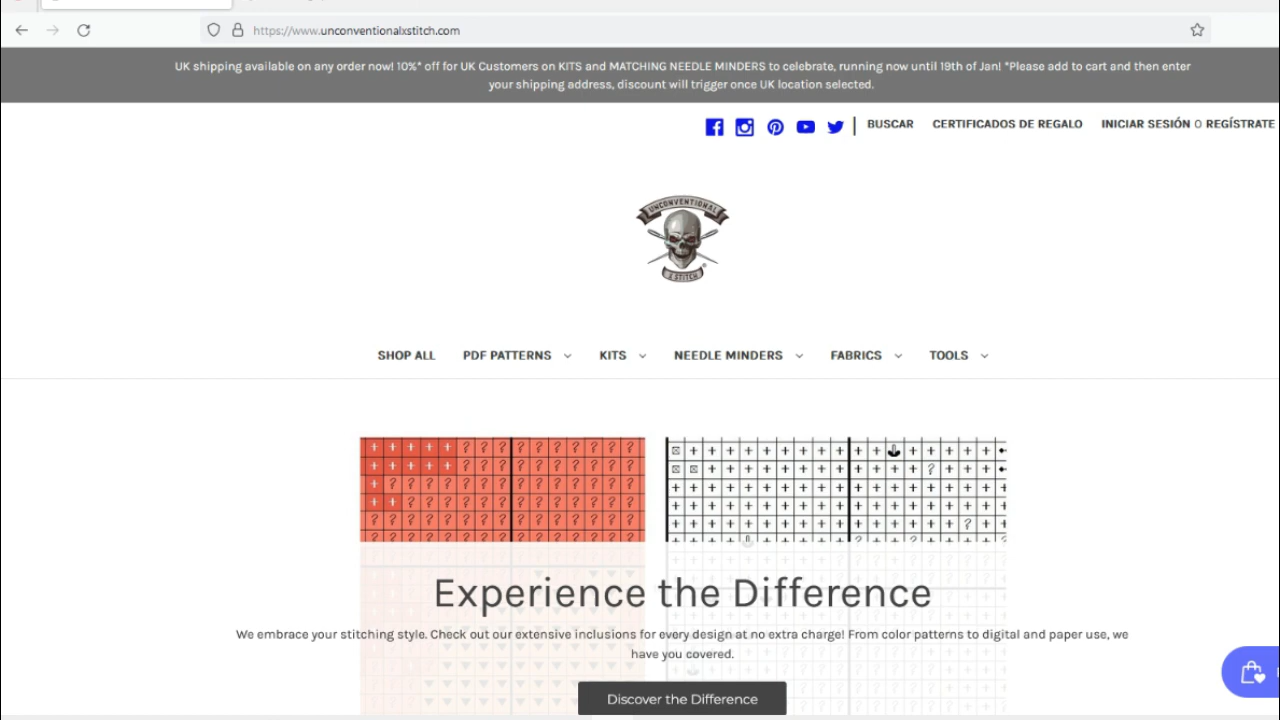 https://www.unconventionalxstitch.com
UK shipping available on any order now! 10%* off for UK Customers on KITS and MATCHING NEEDLE MINDERS to celebrate, running now until 19th of Jan! *Please add to cart and then enter
your shipping address, discount will trigger once UK location selected.
BUSCAR CERTIFICADOS DE REGALO INICIAR SESIÓN O REGÍSTRATE
UNCONVENTIONAL
X STITCH
SHOP ALL PDF PATTERNS KITS NEEDLE MINDERS FABRICS TOOLS
Experience the Difference
We embrace your stitching style. Check out our extensive inclusions for every design at no extra charge! From color patterns to digital and paper use, we
have you covered.
Discover the Difference